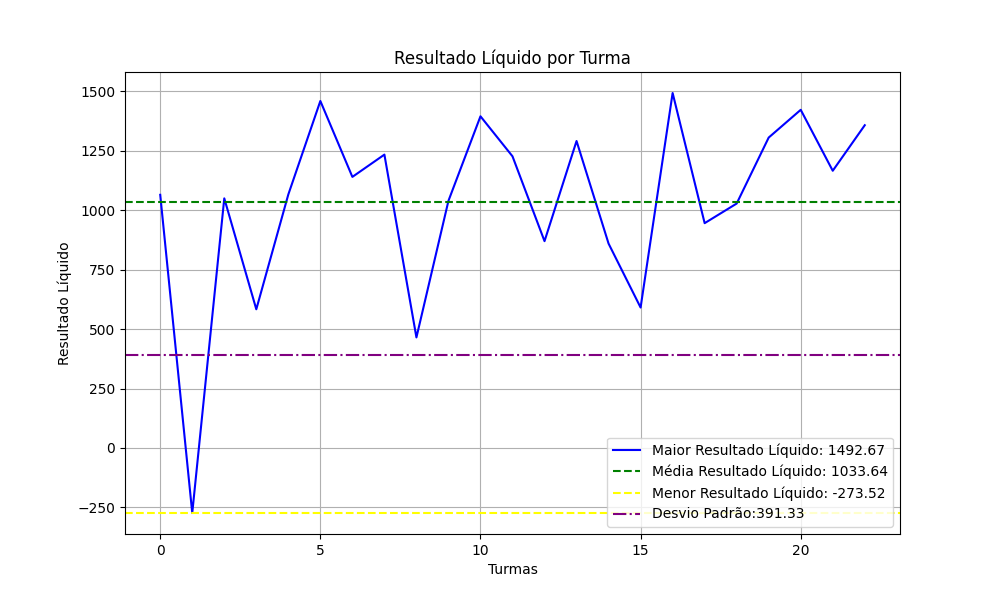 Resultado Líquido por Turma
1500
1250
1000
750
500
250
0
−250
Resultado Líquido
Maior Resultado Líquido: 1492.67
Média Resultado Líquido: 1033.64
Menor Resultado Líquido: -273.52
Desvio Padrão:391.33
0 5 10 15 20
Turmas